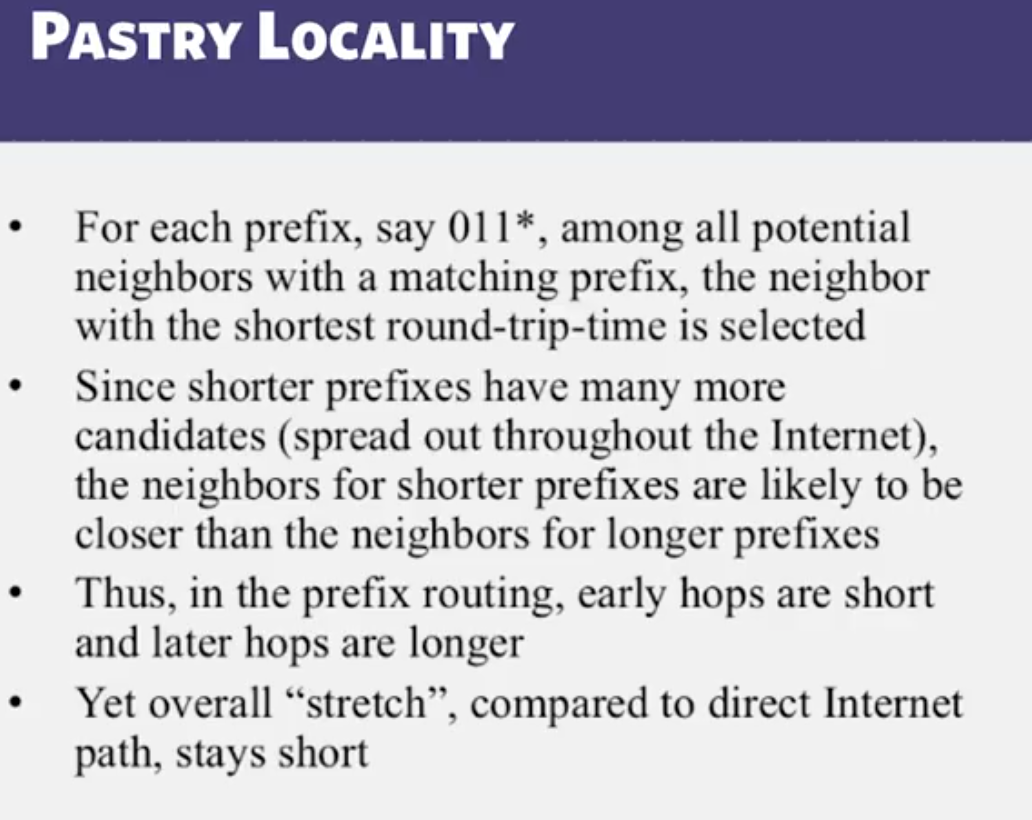 PASTRY LOCALITY
• For each prefix, say 011*, among all potential
neighbors with a matching prefix, the neighbor
with the shortest round-trip-time is selected
• Since shorter prefixes have many more
candidates (spread out throughout the Internet),
the neighbors for shorter prefixes are likely to be
closer than the neighbors for longer prefixes
• Thus, in the prefix routing, early hops are short
and later hops are longer
• Yet overall “stretch”, compared to direct Internet
path, stays short